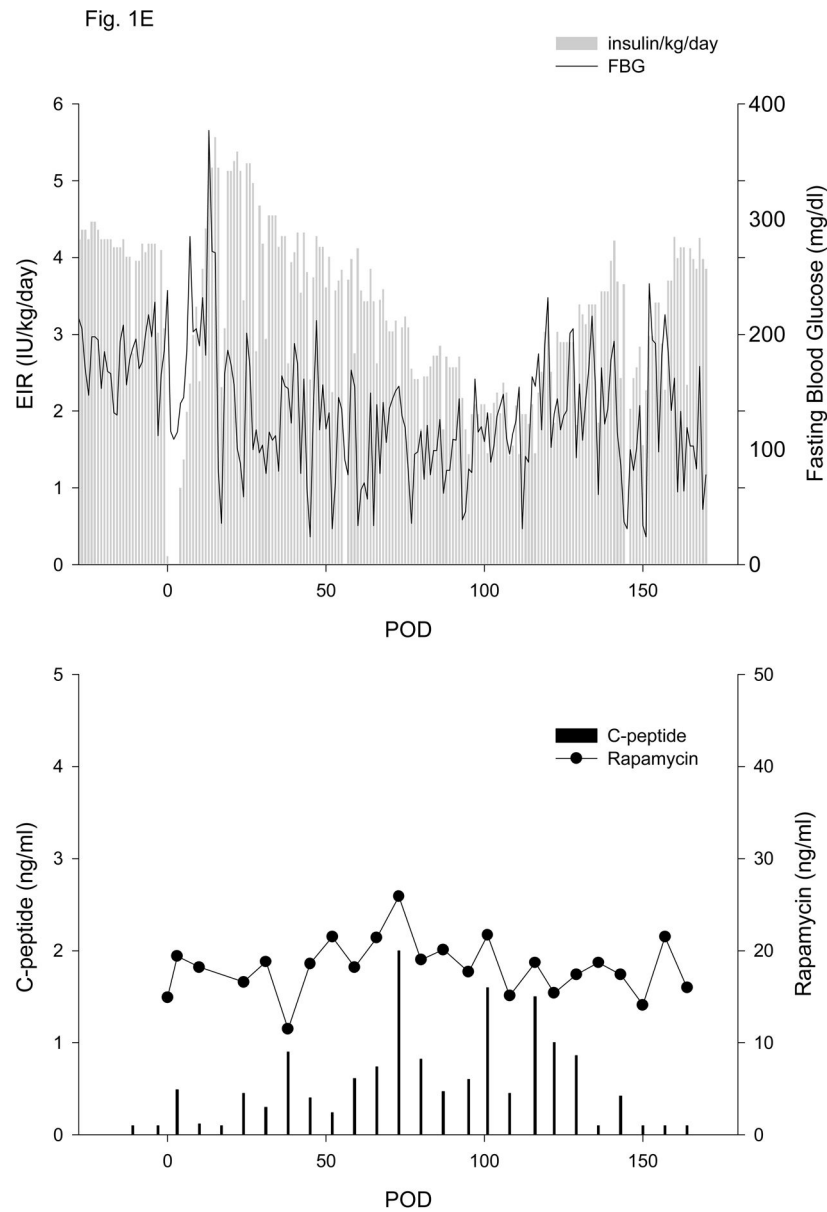 Fig. 1E
insulin/kg/day
FBG
6
5
4
3
2
1
0
EIR (IU/kg/day)
400
300
200
100
0
Fasting Blood Glucose (mg/dl)
0
50
100
150
POD
C-peptide
Rapamycin
5
4
3
2
1
0
C-peptide (ng/ml)
50
40
30
20
10
0
Rapamycin (ng/ml)
0
50
100
150
POD